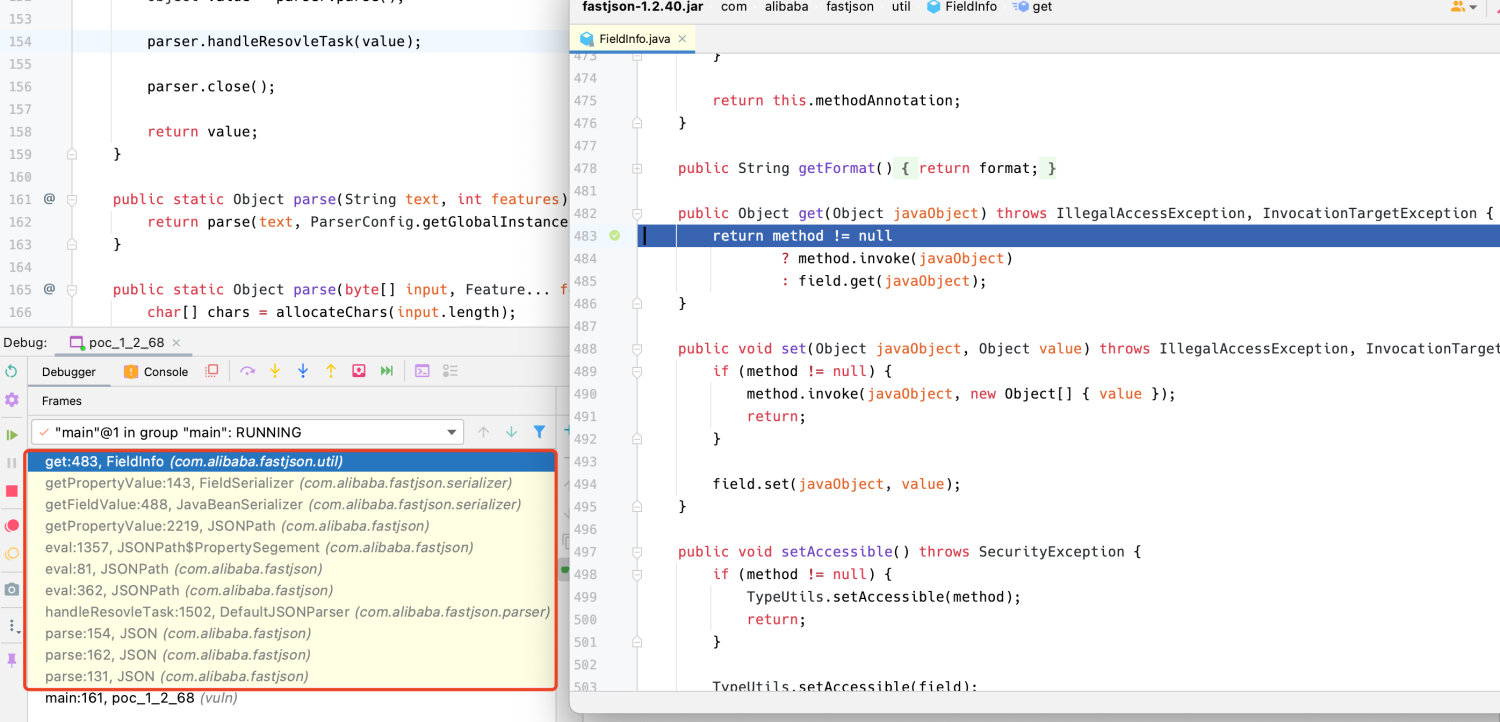 152
153
154 parser.handleResovleTask(value);
155
156 parser.close();
157
158 return value;
159 }
160
161 @ public static Object parse(String text, int features)
162 return parse(text, ParserConfig.getGlobalInstance
163 }
164
165 @ public static Object parse(byte[] input, Feature... f
166 char[] chars = allocateChars(input.length);
Debug: poc_1_2_68 ×
Debugger Console
Frames
"main"@1 in group "main": RUNNING
get:483, FieldInfo (com.alibaba.fastjson.util)
getPropertyValue:143, FieldSerializer (com.alibaba.fastjson.serializer)
getFieldValue:488, JavaBeanSerializer (com.alibaba.fastjson.serializer)
getPropertyValue:2219, JSONPath (com.alibaba.fastjson)
eval:1357, JSONPath$PropertySegement (com.alibaba.fastjson)
eval:81, JSONPath (com.alibaba.fastjson)
eval:362, JSONPath (com.alibaba.fastjson)
handleResovleTask:1502, DefaultJSONParser (com.alibaba.fastjson.parser)
parse:154, JSON (com.alibaba.fastjson)
parse:162, JSON (com.alibaba.fastjson)
parse:131, JSON (com.alibaba.fastjson)
main:161, poc_1_2_68 (vuln)
fastjson-1.2.40.jar com alibaba fastjson util FieldInfo get
FieldInfo.java ×
473 }
474
475 return this.methodAnnotation;
476 }
477
478 public String getFormat() { return format; }
481
482 public Object get(Object javaObject) throws IllegalAccessException, InvocationTargetException {
483 return method != null
484 ? method.invoke(javaObject)
485 : field.get(javaObject);
486 }
487
488 public void set(Object javaObject, Object value) throws IllegalAccessException, InvocationTarget
489 if (method != null) {
490 method.invoke(javaObject, new Object[] { value });
491 return;
492 }
493
494 field.set(javaObject, value);
495 }
496
497 public void setAccessible() throws SecurityException {
498 if (method != null) {
499 TypeUtils.setAccessible(method);
500 return;
501 }
502
503 TypeUtils.setAccessible(field);